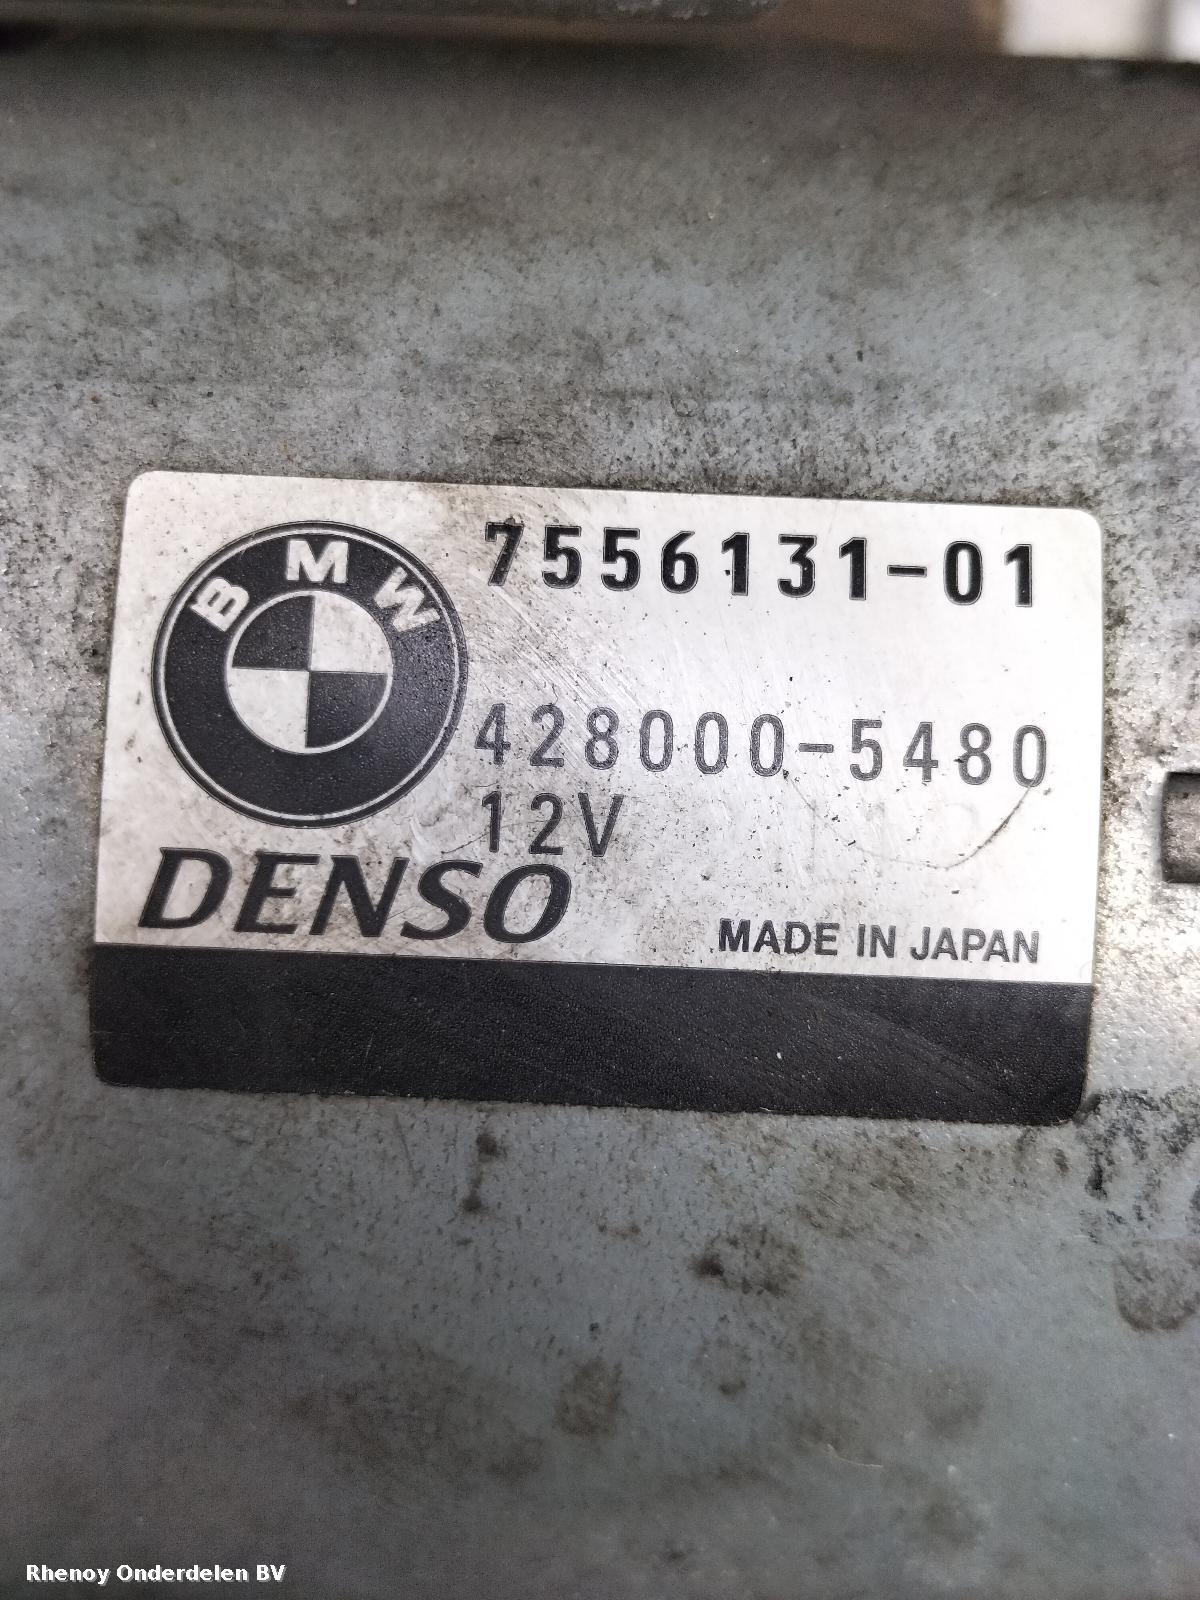 BMW
7556131-01
428000-5480
12V
DENSO
MADE IN JAPAN
Rhenoy Onderdelen BV